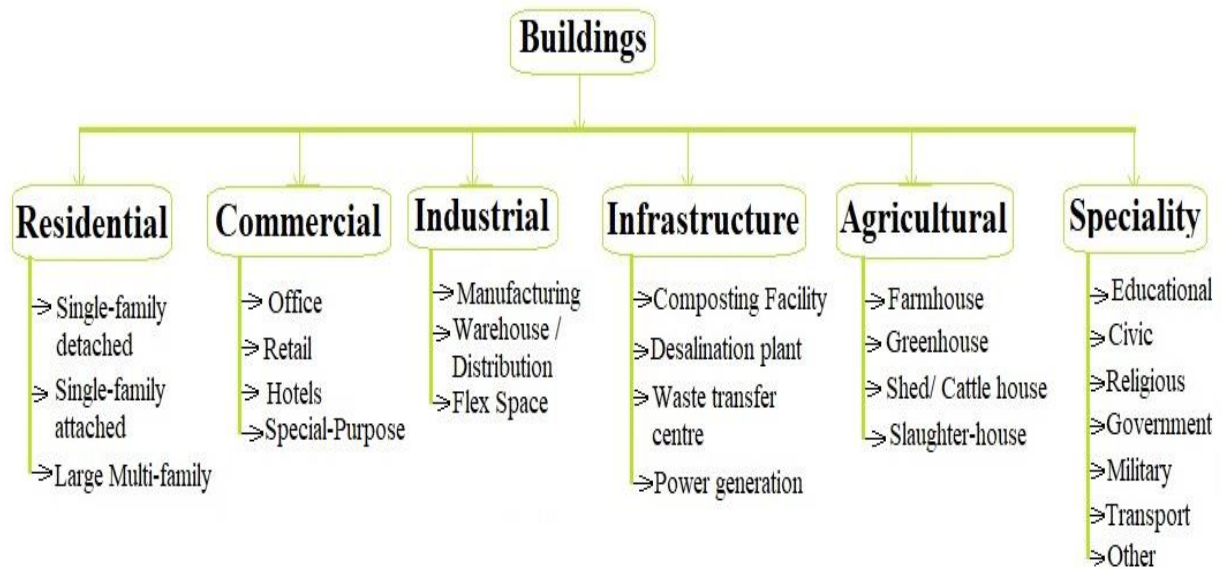 Buildings
Residential
Single-family
detached
Single-family
attached
Large Multi-family
Commercial
Office
Retail
Hotels
Special-Purpose
Industrial
Manufacturing
Warehouse /
Distribution
Flex Space
Infrastructure
Composting Facility
Desalination plant
Waste transfer
centre
Power generation
Agricultural
Farmhouse
Greenhouse
Shed/ Cattle house
Slaughter-house
Speciality
Educational
Civic
Religious
Government
Military
Transport
Other